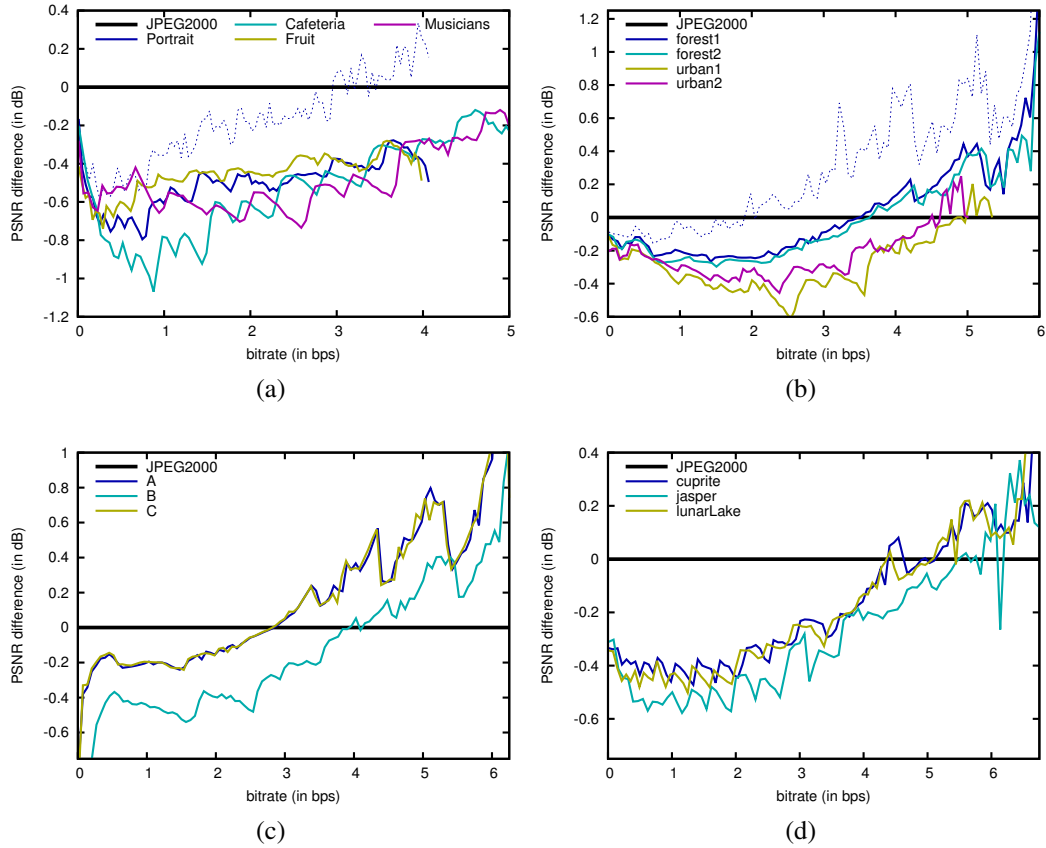 JPEG2000 Cafeteria Musicians
Portrait Fruit
PSNR difference (in dB)
0.4
0.2
0
-0.2
-0.4
-0.6
-0.8
-1
-1.2
0 1 2 3 4 5
bitrate (in bps)
(a)
JPEG2000
forest1
forest2
urban1
urban2
PSNR difference (in dB)
1.2
1
0.8
0.6
0.4
0.2
0
-0.2
-0.4
-0.6
0 1 2 3 4 5 6
bitrate (in bps)
(b)
JPEG2000
A
B
C
PSNR difference (in dB)
1
0.8
0.6
0.4
0.2
0
-0.2
-0.4
-0.6
0 1 2 3 4 5 6
bitrate (in bps)
(c)
JPEG2000
cuprite
jasper
lunarLake
PSNR difference (in dB)
0.4
0.2
0
-0.2
-0.4
-0.6
0 1 2 3 4 5 6
bitrate (in bps)
(d)